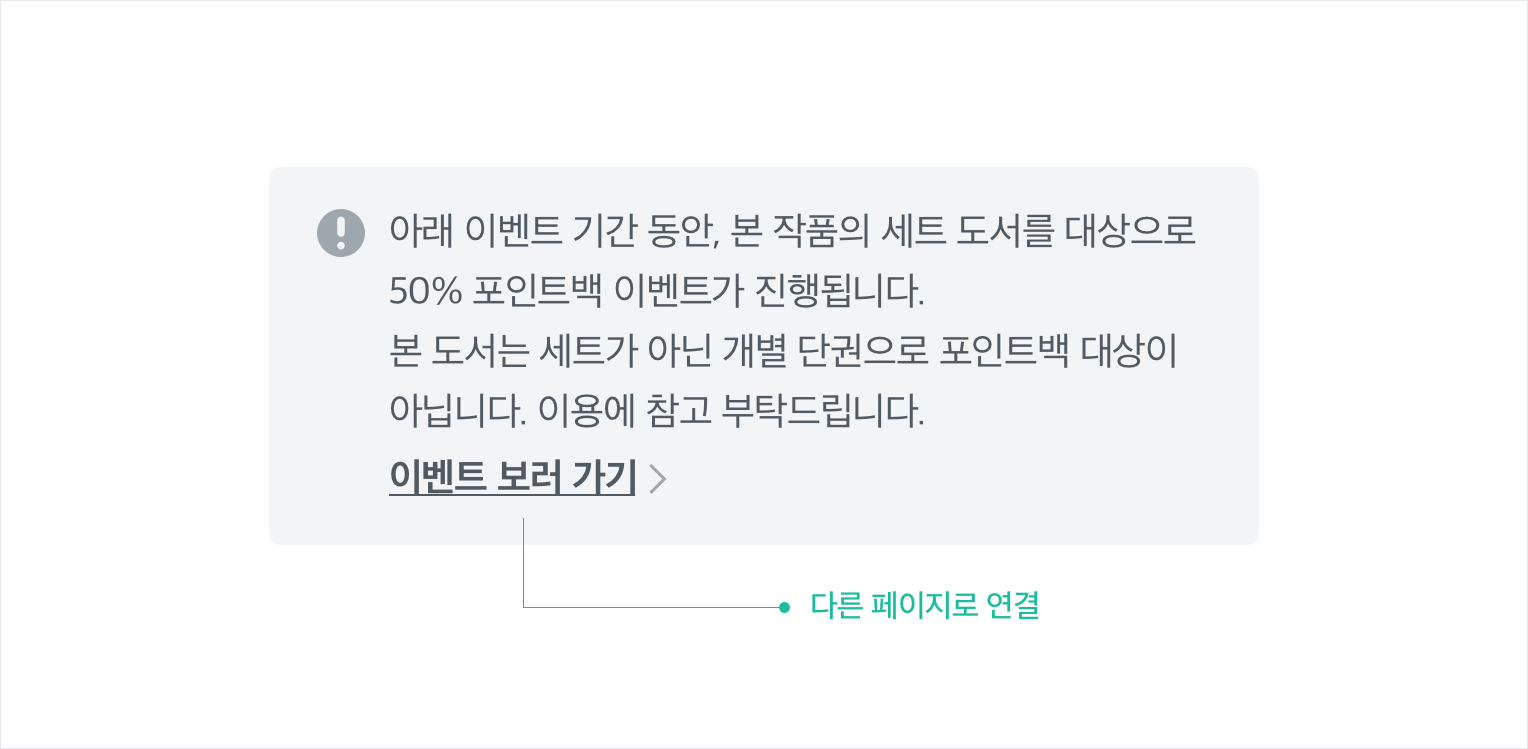 아래 이벤트 기간 동안, 본 작품의 세트 도서를 대상으로
50% 포인트백 이벤트가 진행됩니다.
본 도서는 세트가 아닌 개별 단권으로 포인트백 대상이
아닙니다. 이용에 참고 부탁드립니다.
이벤트 보러 가기
다른 페이지로 연결